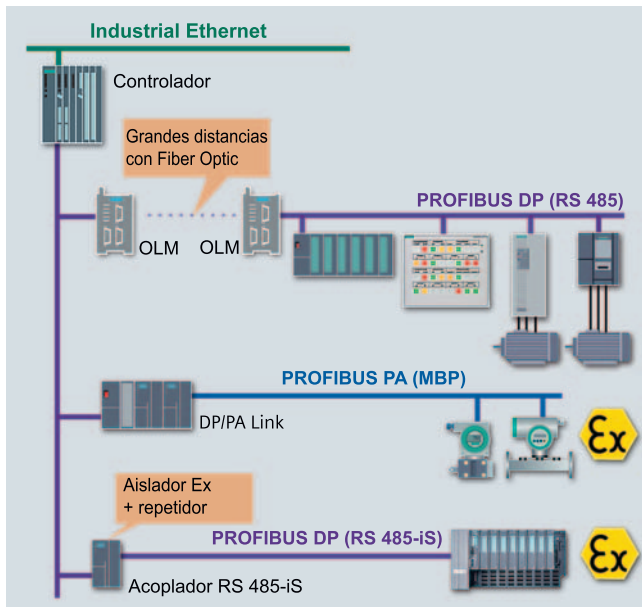 Industrial Ethernet
Controlador
Grandes distancias
con Fiber Optic
PROFIBUS DP (RS 485)
OLM
OLM
PROFIBUS PA (MBP)
DP/PA Link
Ex
Aislador Ex
+ repetidor
PROFIBUS DP (RS 485-iS)
Ex
Acoplador RS 485-iS